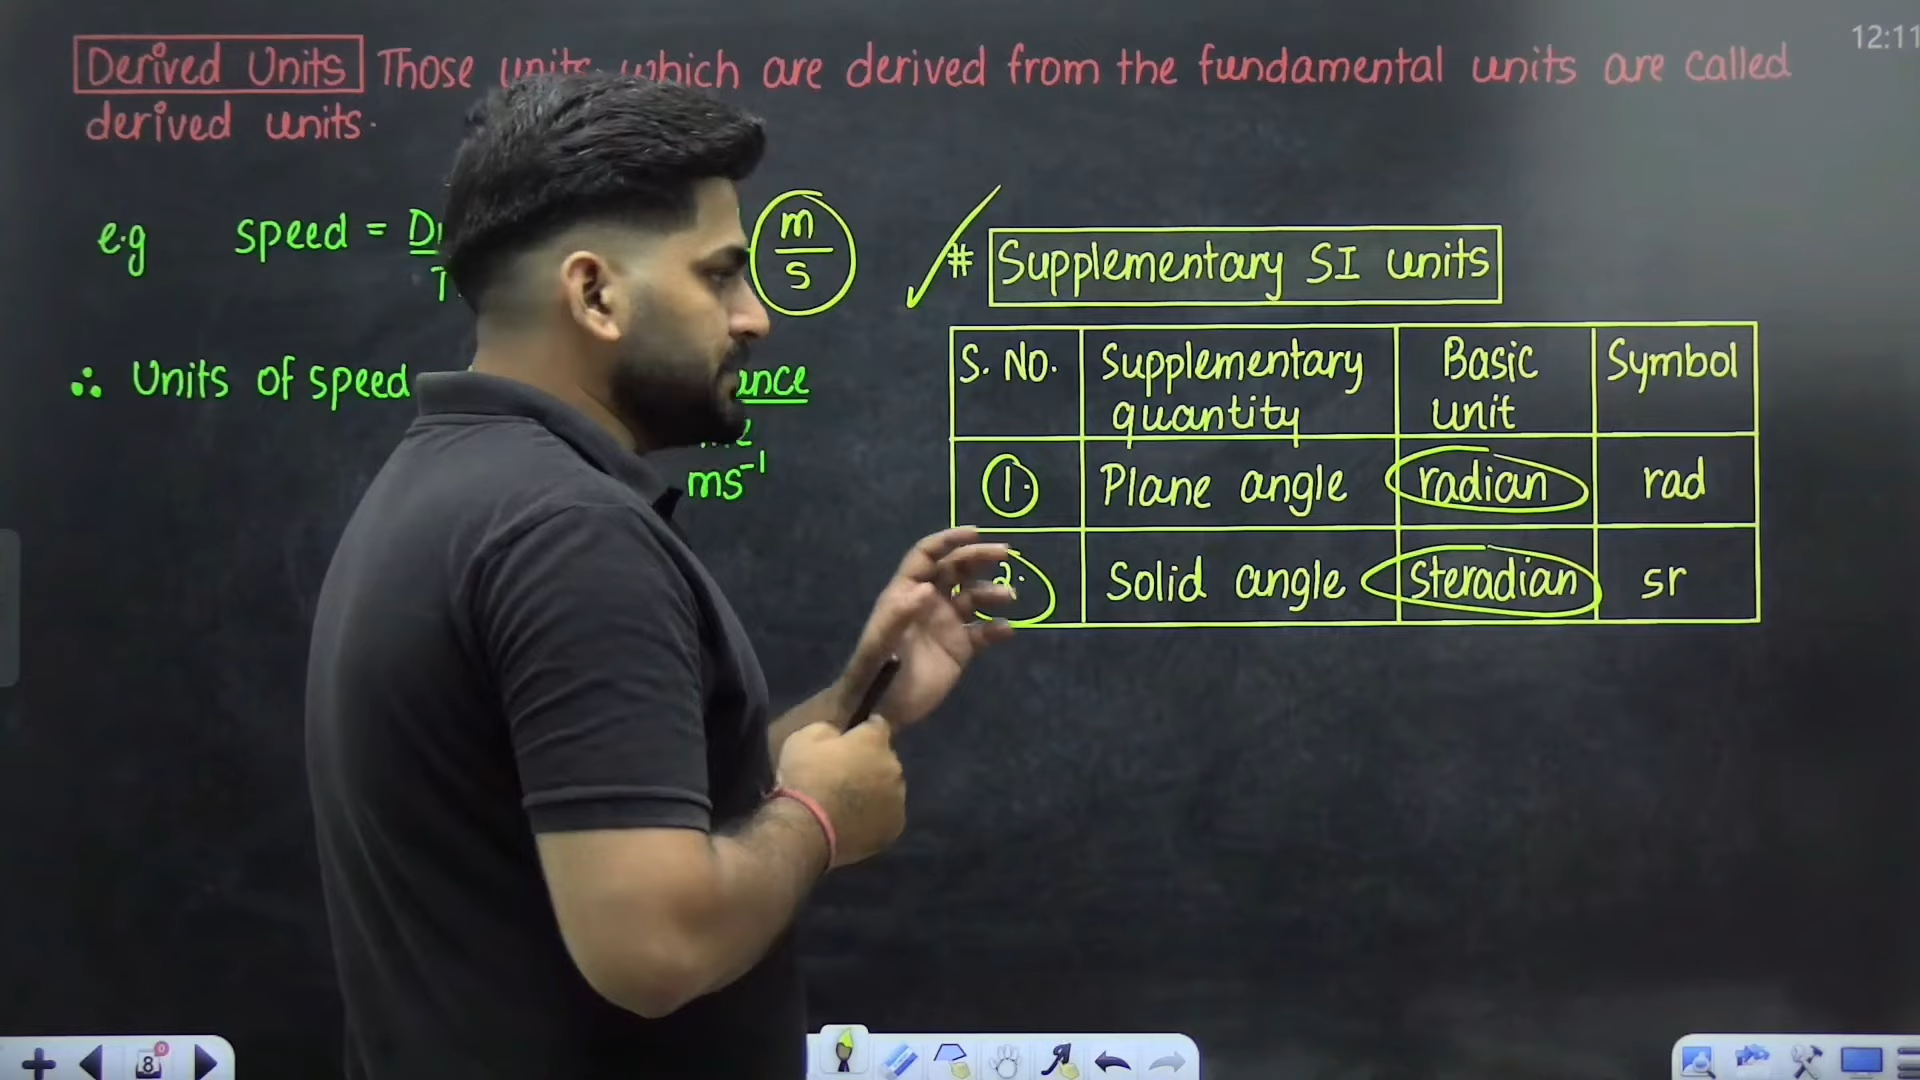 Derived Units Those units which are derived from the fundamental units are called
derived units.
e.g speed =
m
s
∴ Units of speed
ms⁻¹
# Supplementary SI units
S. No. Supplementary quantity Basic unit Symbol
1. Plane angle radian rad
2. Solid angle steradian sr
12:11
8
0